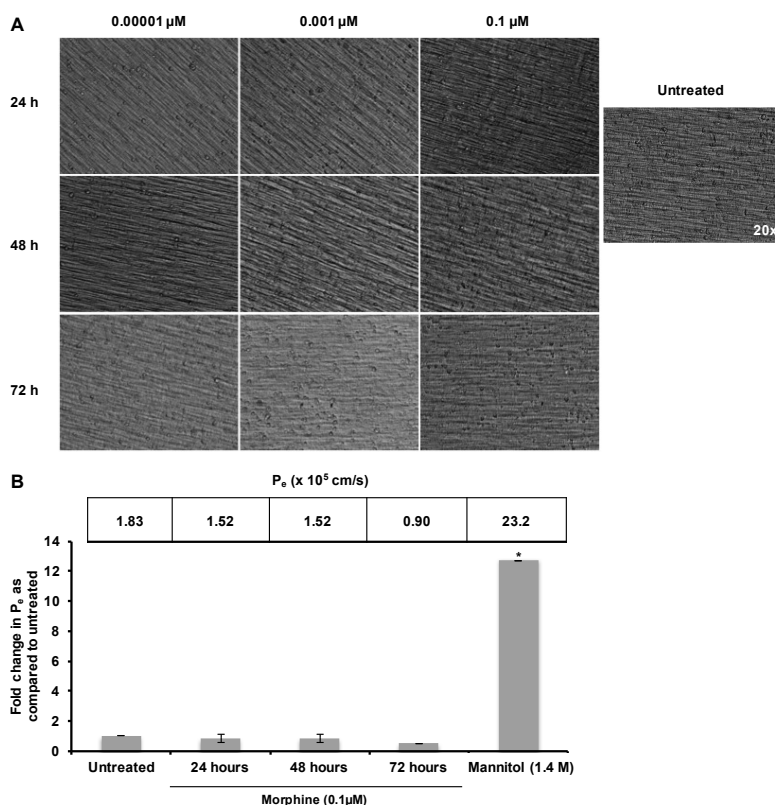 A
0.00001 µM 0.001 µM 0.1 µM
24 h
Untreated
20x
48 h
72 h
B
Pe (x 10⁵ cm/s)
1.83 1.52 1.52 0.90 23.2
Fold change in Pe as
compared to untreated
14
12
10
8
6
4
2
0
*
Untreated 24 hours 48 hours 72 hours Mannitol (1.4 M)
Morphine (0.1µM)